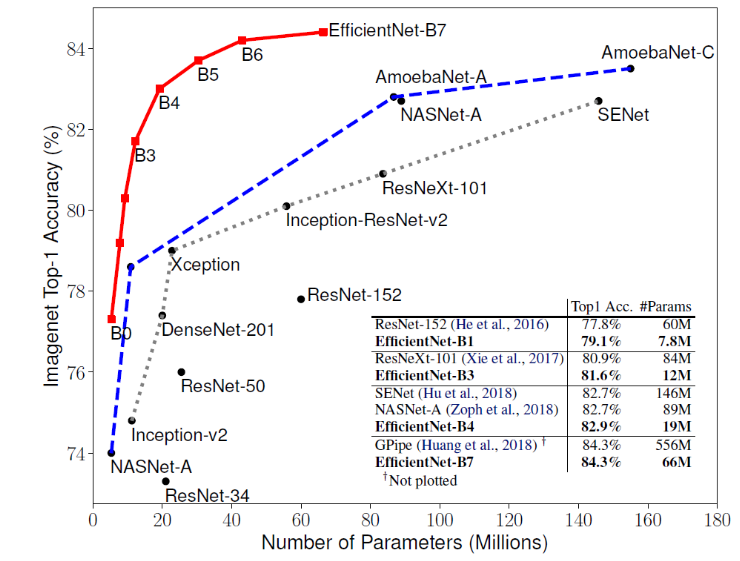 84
82
80
78
76
74
Imagenet Top-1 Accuracy (%)
EfficientNet-B7
B6
B5
B4
B3
B0
AmoebaNet-C
AmoebaNet-A
NASNet-A
SENet
ResNeXt-101
Inception-ResNet-v2
Xception
ResNet-152
DenseNet-201
ResNet-50
Inception-v2
NASNet-A
ResNet-34
Top1 Acc. #Params
ResNet-152 (He et al., 2016) 77.8% 60M
EfficientNet-B1 79.1% 7.8M
ResNeXt-101 (Xie et al., 2017) 80.9% 84M
EfficientNet-B3 81.6% 12M
SENet (Hu et al., 2018) 82.7% 146M
NASNet-A (Zoph et al., 2018) 82.7% 89M
EfficientNet-B4 82.9% 19M
GPipe (Huang et al., 2018) † 84.3% 556M
EfficientNet-B7 84.3% 66M
†Not plotted
0 20 40 60 80 100 120 140 160 180
Number of Parameters (Millions)